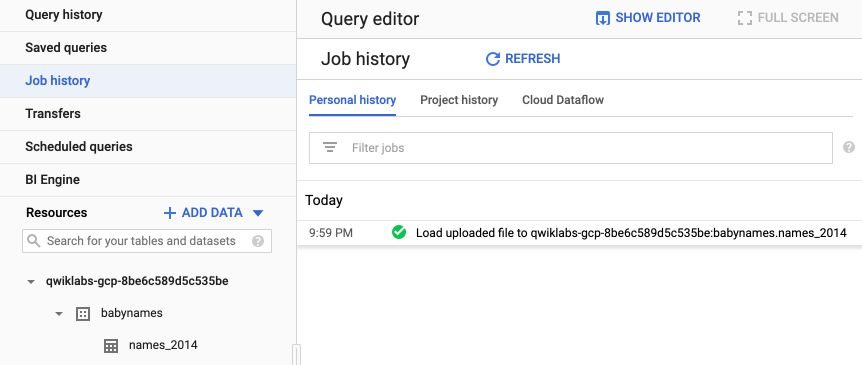 Query history
Saved queries
Job history
Transfers
Scheduled queries
BI Engine
Resources
ADD DATA
Search for your tables and datasets
?
qwiklabs-gcp-8be6c589d5c535be
babynames
names_2014
Query editor
SHOW EDITOR
FULL SCREEN
Job history
REFRESH
Personal history
Project history
Cloud Dataflow
Filter jobs
?
Today
9:59 PM
Load uploaded file to qwiklabs-gcp-8be6c589d5c535be:babynames.names_2014